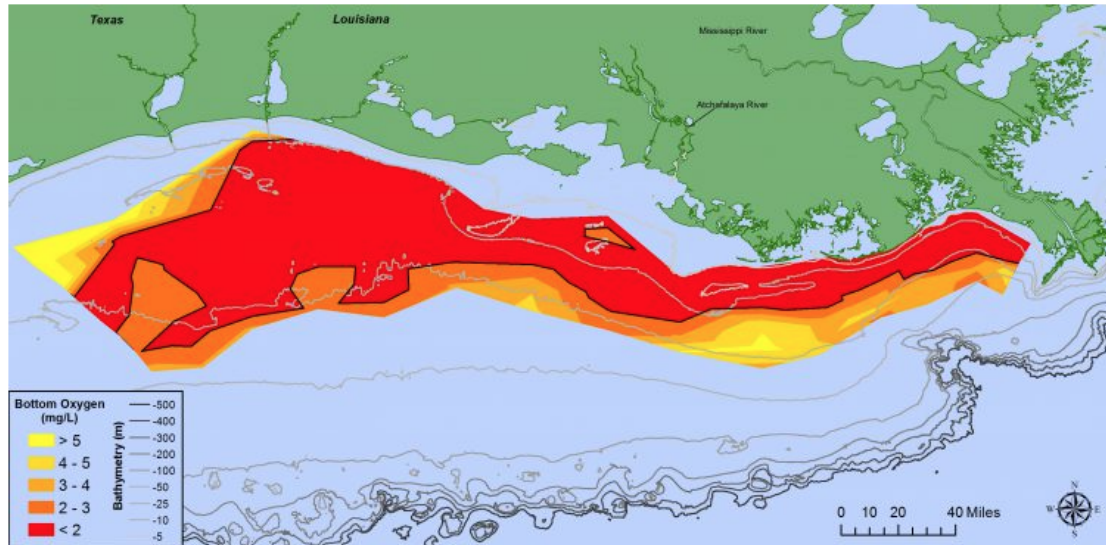 Texas
Louisiana
Mississippi River
Atchafalaya River
Bottom Oxygen
(mg/L)
> 5
4 - 5
3 - 4
2 - 3
< 2
Bathymetry (m)
-500
-400
-300
-200
-100
-50
-25
-10
-5
0 10 20 40 Miles
N
W E
S